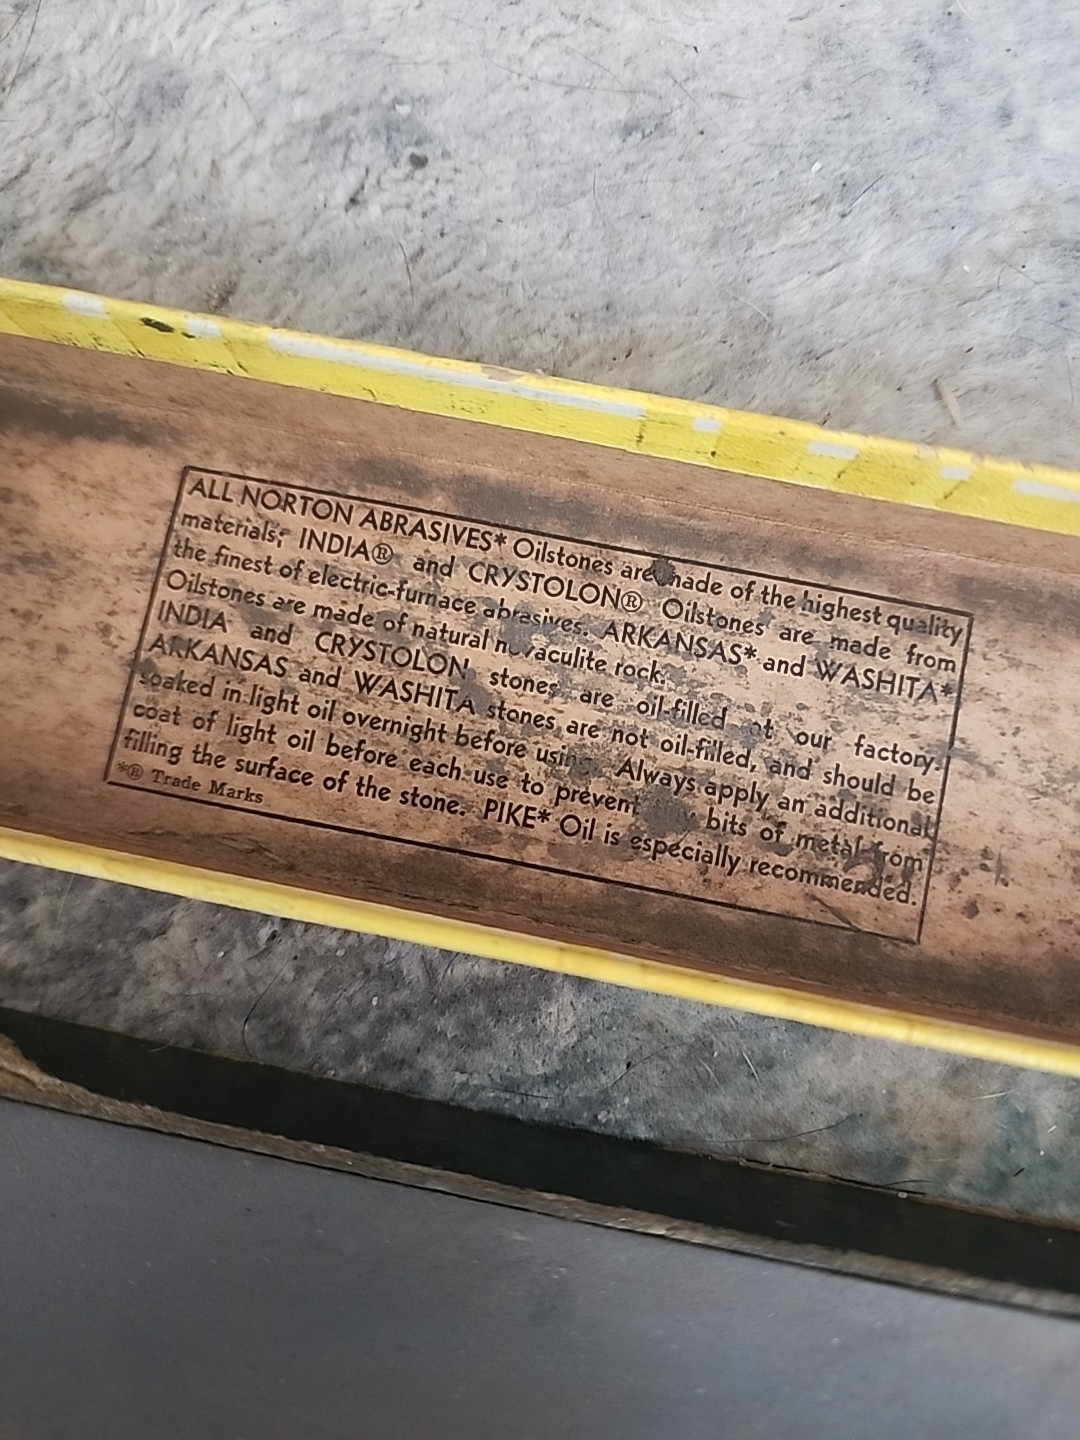 ALL NORTON ABRASIVES* Oilstones are made of the highest quality
materials; INDIA® and CRYSTOLON® Oilstones are made from
the finest of electric-furnace abrasives. ARKANSAS* and WASHITA*
Oilstones are made of natural novaculite rock.
INDIA and CRYSTOLON stones are oil-filled at our factory.
ARKANSAS and WASHITA stones are not oil-filled, and should be
soaked in light oil overnight before using. Always apply an additional
coat of light oil before each use to prevent bits of metal from
filling the surface of the stone. PIKE* Oil is especially recommended.
*® Trade Marks